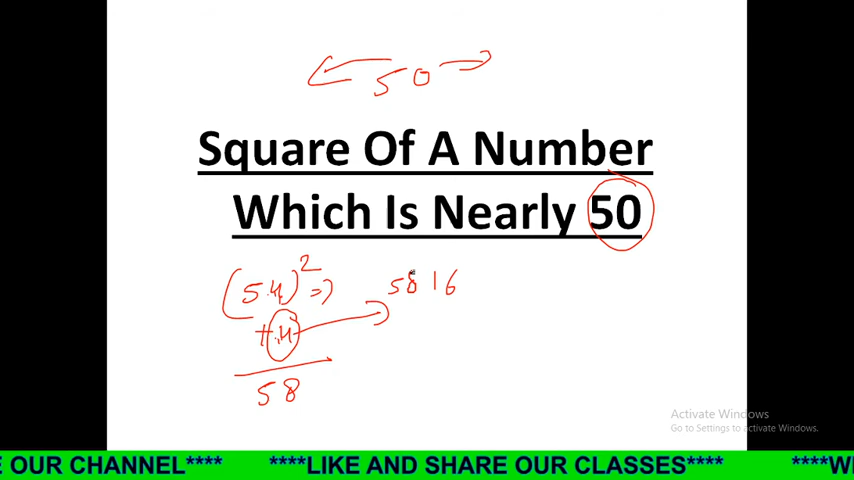 50
Square Of A Number
Which Is Nearly 50
(54)² ⇒ 5816
+4
58
Activate Windows
Go to Settings to Activate Windows.
E OUR CHANNEL**** ****LIKE AND SHARE OUR CLASSES**** ****W